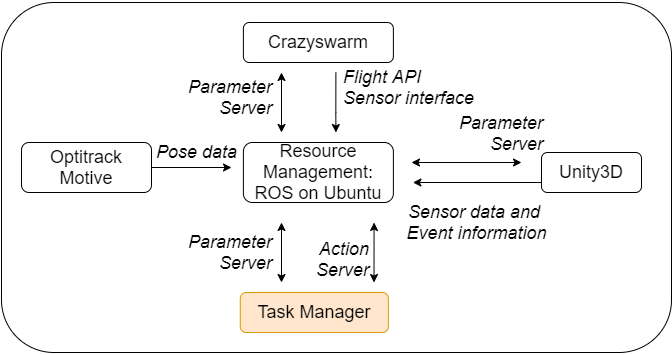 Crazyswarm
Parameter
Server
Flight API
Sensor interface
Optitrack
Motive
Pose data
Resource
Management:
ROS on Ubuntu
Parameter
Server
Unity3D
Sensor data and
Event information
Parameter
Server
Action
Server
Task Manager